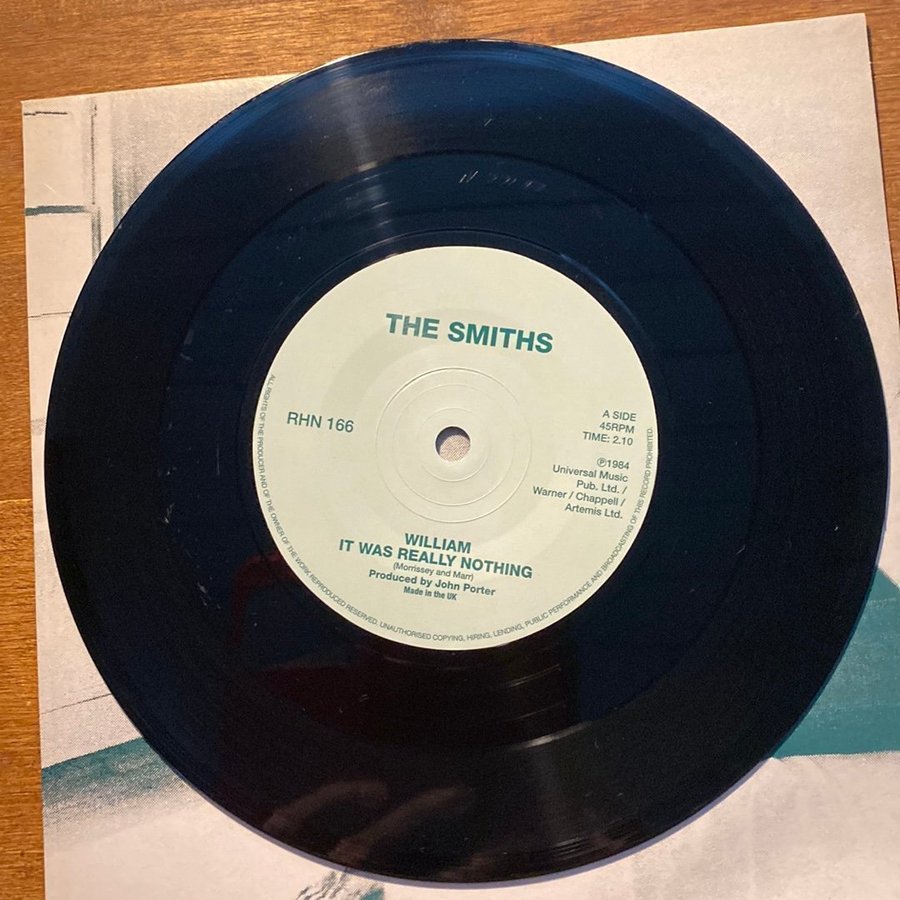 THE SMITHS
RHN 166
A SIDE
45RPM
TIME: 2.10
℗1984
Universal Music
Pub. Ltd. /
Warner / Chappell /
Artemis Ltd.
WILLIAM
IT WAS REALLY NOTHING
(Morrissey and Marr)
Produced by John Porter
Made in the UK
ALL RIGHTS OF THE PRODUCER AND OF THE OWNER OF THE WORK REPRODUCED RESERVED. UNAUTHORISED COPYING, HIRING, LENDING, PUBLIC PERFORMANCE AND BROADCASTING OF THIS RECORD PROHIBITED.